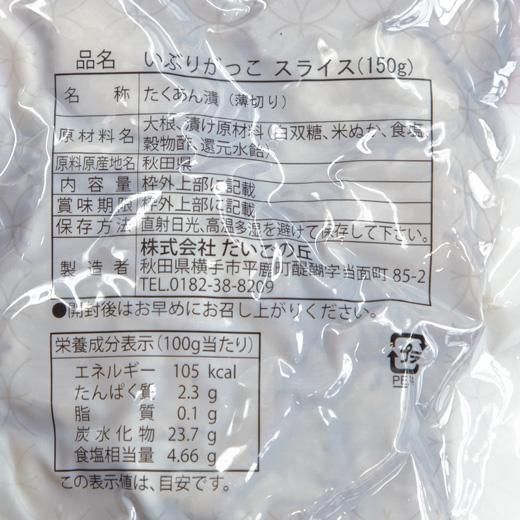 品名 いぶりがっこ スライス(150g)
名称 たくあん漬（薄切り）
原材料名 大根、漬け原材料（白双糖、米ぬか、食塩、
穀物酢、還元水飴）
原料原産地名 秋田県
内容量 枠外上部に記載
賞味期限 枠外上部に記載
保存方法 直射日光、高温多湿を避けて保存して下さい。
製造者 株式会社 だいごの丘
秋田県横手市平鹿町醍醐字当面町 85-2
TEL.0182-38-8209
●開封後はお早めにお召し上がりください。
栄養成分表示（100g当たり）
エネルギー 105 kcal
たんぱく質 2.3 g
脂質 0.1 g
炭水化物 23.7 g
食塩相当量 4.66 g
この表示値は、目安です。
プラ